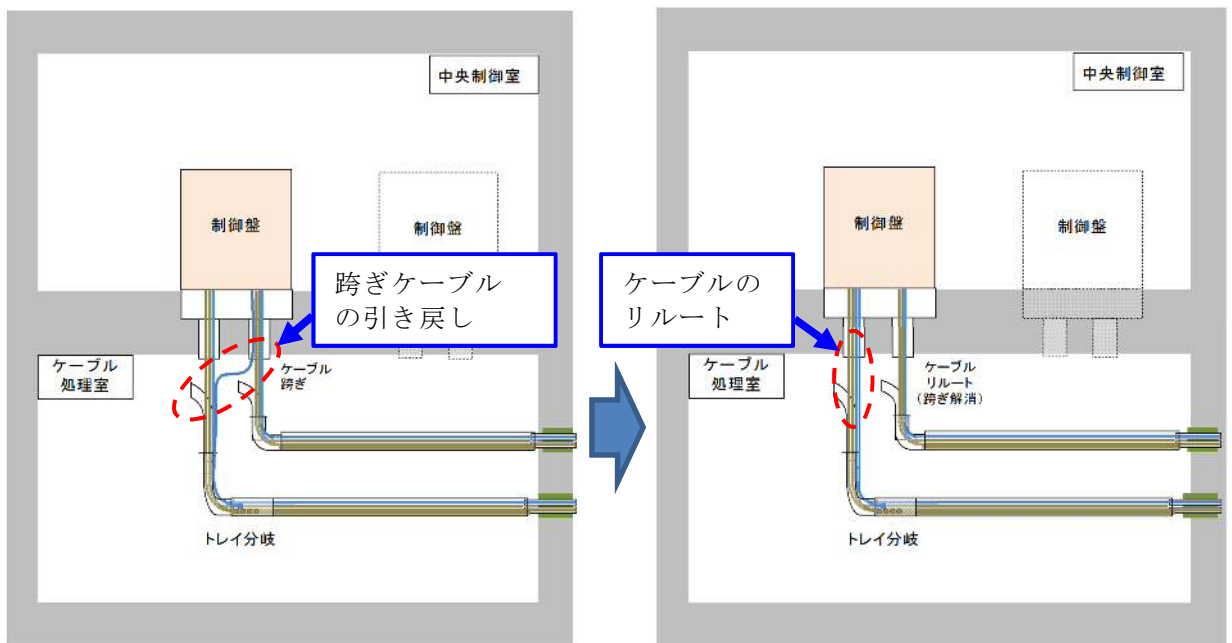 中央制御室
制御盤
制御盤
跨ぎケーブル
の引き戻し
ケーブル
処理室
ケーブル
跨ぎ
トレイ分岐
中央制御室
制御盤
制御盤
ケーブルの
リルート
ケーブル
処理室
ケーブル
リルート
(跨ぎ解消)
トレイ分岐